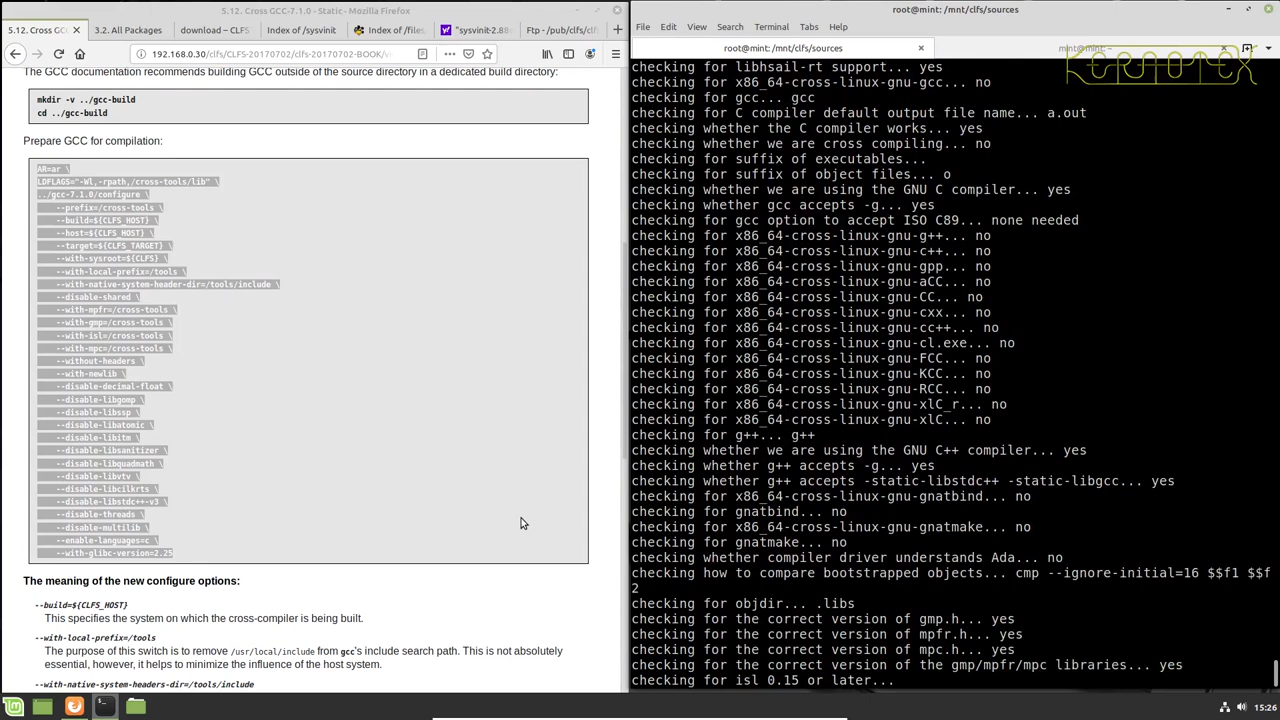 5.12. Cross GCC-7.1.0 - Static - Mozilla Firefox
5.12. Cross GC
3.2. All Packages
download – CLFS
Index of /sysvinit
Index of /files,
"sysvinit-2.88
Ftp - /pub/clfs/c
192.168.0.30/clfs/CLFS-20170702/clfs-20170702-BOOK/
The GCC documentation recommends building GCC outside of the source directory in a dedicated build directory:
mkdir -v ../gcc-build
cd ../gcc-build
Prepare GCC for compilation:
AR=ar \
LDFLAGS="-Wl,-rpath,/cross-tools/lib" \
../gcc-7.1.0/configure \
--prefix=/cross-tools \
--build=${CLFS_HOST} \
--host=${CLFS_HOST} \
--target=${CLFS_TARGET} \
--with-sysroot=${CLFS} \
--with-local-prefix=/tools \
--with-native-system-header-dir=/tools/include \
--disable-shared \
--with-mpfr=/cross-tools \
--with-gmp=/cross-tools \
--with-isl=/cross-tools \
--with-mpc=/cross-tools \
--without-headers \
--with-newlib \
--disable-decimal-float \
--disable-libgomp \
--disable-libssp \
--disable-libatomic \
--disable-libitm \
--disable-libsanitizer \
--disable-libquadmath \
--disable-libvtv \
--disable-libcilkrts \
--disable-libstdc++-v3 \
--disable-threads \
--disable-multilib \
--enable-languages=c \
--with-glibc-version=2.25
The meaning of the new configure options:
--build=${CLFS_HOST}
This specifies the system on which the cross-compiler is being built.
--with-local-prefix=/tools
The purpose of this switch is to remove /usr/local/include from gcc's include search path. This is not absolutely
essential, however, it helps to minimize the influence of the host system.
--with-native-system-headers-dir=/tools/include
root@mint: /mnt/clfs/sources
File Edit View Search Terminal Tabs Help
root@mint: /mnt/clfs/sources
mint@mint: ~
checking for libhsail-rt support... yes
checking for x86_64-cross-linux-gnu-gcc... no
checking for gcc... gcc
checking for C compiler default output file name... a.out
checking whether the C compiler works... yes
checking whether we are cross compiling... no
checking for suffix of executables...
checking for suffix of object files... o
checking whether we are using the GNU C compiler... yes
checking whether gcc accepts -g... yes
checking for gcc option to accept ISO C89... none needed
checking for x86_64-cross-linux-gnu-g++... no
checking for x86_64-cross-linux-gnu-c++... no
checking for x86_64-cross-linux-gnu-gpp... no
checking for x86_64-cross-linux-gnu-aCC... no
checking for x86_64-cross-linux-gnu-CC... no
checking for x86_64-cross-linux-gnu-cxx... no
checking for x86_64-cross-linux-gnu-cc++... no
checking for x86_64-cross-linux-gnu-cl.exe... no
checking for x86_64-cross-linux-gnu-FCC... no
checking for x86_64-cross-linux-gnu-KCC... no
checking for x86_64-cross-linux-gnu-RCC... no
checking for x86_64-cross-linux-gnu-xlC_r... no
checking for x86_64-cross-linux-gnu-xlC... no
checking for g++... g++
checking whether we are using the GNU C++ compiler... yes
checking whether g++ accepts -g... yes
checking whether g++ accepts -static-libstdc++ -static-libgcc... yes
checking for x86_64-cross-linux-gnu-gnatbind... no
checking for gnatbind... no
checking for x86_64-cross-linux-gnu-gnatmake... no
checking for gnatmake... no
checking whether compiler driver understands Ada... no
checking how to compare bootstrapped objects... cmp --ignore-initial=16 $$f1 $$f
2
checking for objdir... .libs
checking for the correct version of gmp.h... yes
checking for the correct version of mpfr.h... yes
checking for the correct version of mpc.h... yes
checking for the correct version of the gmp/mpfr/mpc libraries... yes
checking for isl 0.15 or later...
15:26